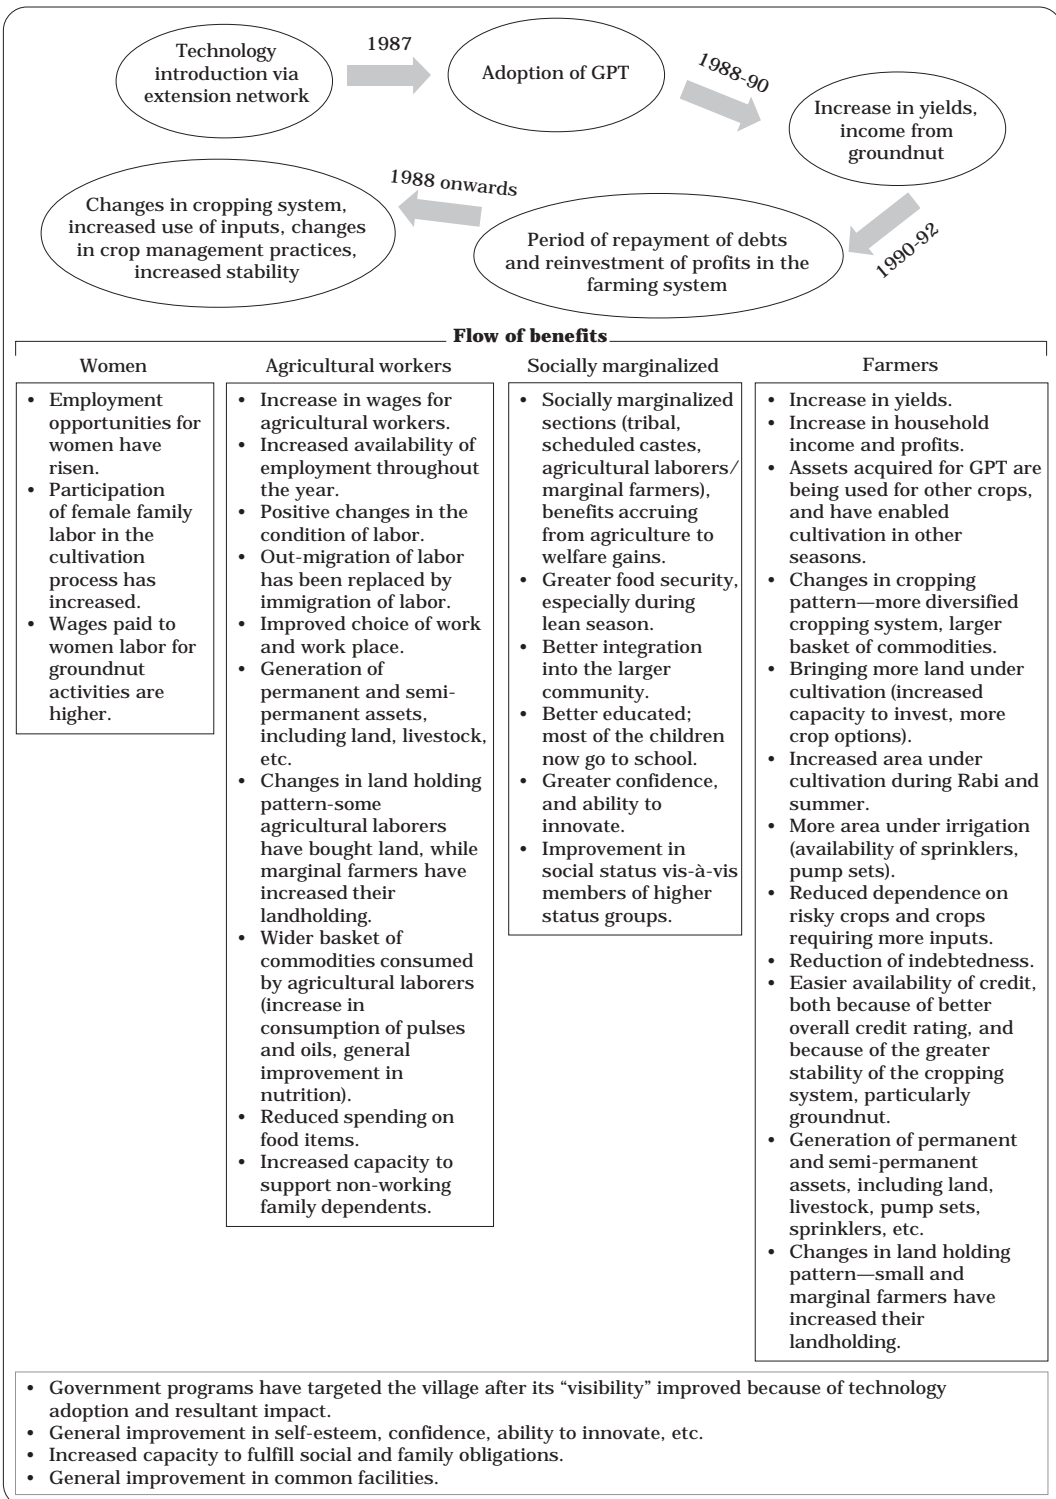 Technology
introduction via
extension network
1987
Adoption of GPT
1988-90
Increase in yields,
income from
groundnut
1990-92
Period of repayment of debts
and reinvestment of profits in the
farming system
1988 onwards
Changes in cropping system,
increased use of inputs, changes
in crop management practices,
increased stability
Flow of benefits
Women
• Employment
opportunities for
women have
risen.
• Participation
of female family
labor in the
cultivation
process has
increased.
• Wages paid to
women labor for
groundnut
activities are
higher.
Agricultural workers
• Increase in wages for
agricultural workers.
• Increased availability of
employment throughout
the year.
• Positive changes in the
condition of labor.
• Out-migration of labor
has been replaced by
immigration of labor.
• Improved choice of work
and work place.
• Generation of
permanent and semi-
permanent assets,
including land, livestock,
etc.
• Changes in land holding
pattern-some
agricultural laborers
have bought land, while
marginal farmers have
increased their
landholding.
• Wider basket of
commodities consumed
by agricultural laborers
(increase in
consumption of pulses
and oils, general
improvement in
nutrition).
• Reduced spending on
food items.
• Increased capacity to
support non-working
family dependents.
Socially marginalized
• Socially marginalized
sections (tribal,
scheduled castes,
agricultural laborers/
marginal farmers),
benefits accruing
from agriculture to
welfare gains.
• Greater food security,
especially during
lean season.
• Better integration
into the larger
community.
• Better educated;
most of the children
now go to school.
• Greater confidence,
and ability to
innovate.
• Improvement in
social status vis-à-vis
members of higher
status groups.
Farmers
• Increase in yields.
• Increase in household
income and profits.
• Assets acquired for GPT are
being used for other crops,
and have enabled
cultivation in other
seasons.
• Changes in cropping
pattern—more diversified
cropping system, larger
basket of commodities.
• Bringing more land under
cultivation (increased
capacity to invest, more
crop options).
• Increased area under
cultivation during Rabi and
summer.
• More area under irrigation
(availability of sprinklers,
pump sets).
• Reduced dependence on
risky crops and crops
requiring more inputs.
• Reduction of indebtedness.
• Easier availability of credit,
both because of better
overall credit rating, and
because of the greater
stability of the cropping
system, particularly
groundnut.
• Generation of permanent
and semi-permanent
assets, including land,
livestock, pump sets,
sprinklers, etc.
• Changes in land holding
pattern—small and
marginal farmers have
increased their
landholding.
• Government programs have targeted the village after its “visibility” improved because of technology
adoption and resultant impact.
• General improvement in self-esteem, confidence, ability to innovate, etc.
• Increased capacity to fulfill social and family obligations.
• General improvement in common facilities.